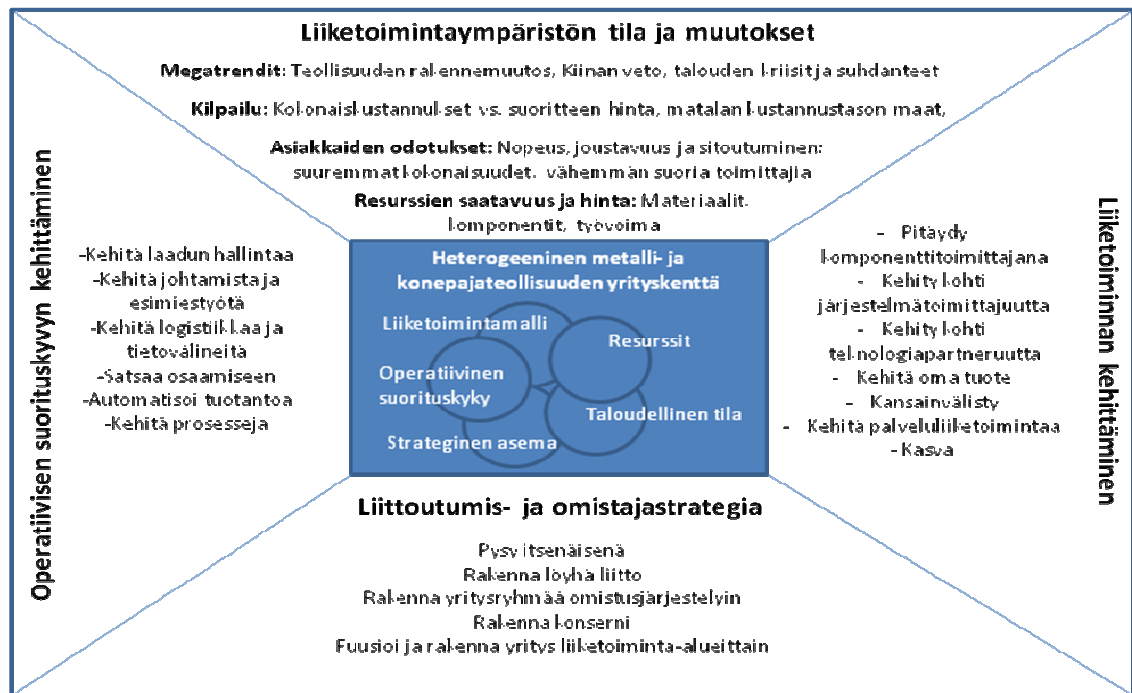 Liiketoimintaympäristön tila ja muutokset
Megatrendit: Teollisuuden rakennemuutos, Kiinan veto, talouden kriisit ja suhdanteet
Kilpailu: Kokonaiskustannukset vs. suoritteen hinta, matalan kustannustason maat,
Asiakkaiden odotukset: Nopeus, joustavuus ja sitoutuminen:
suuremmat kokonaisuudet, vähemmän suoria toimittajia
Resurssien saatavuus ja hinta: Materiaalit,
komponentit, työvoima
Operatiivisen suorituskyvyn kehittäminen
-Kehitä laadun hallintaa
-Kehitä johtamista ja
esimiestyötä
-Kehitä logistiikkaa ja
tietovälineitä
-Satsaa osaamiseen
-Automatisoi tuotantoa
-Kehitä prosesseja
Heterogeeninen metalli- ja
konepajateollisuuden yrityskenttä
Liiketoimintamalli
Resurssit
Operatiivinen
suorituskyky
Taloudellinen tila
Strateginen asema
Liiketoiminnan kehittäminen
- Pitäydy
komponenttitoimittajana
- Kehity kohti
järjestelmätoimittajuutta
- Kehity kohti
teknologiapartneruutta
- Kehitä oma tuote
- Kansainvälisty
- Kehitä palveluliiketoimintaa
- Kasva
Liittoutumis- ja omistajastrategia
Pysy itsenäisenä
Rakenna löyhä liitto
Rakenna yritysryhmää omistusjärjestelyin
Rakenna konserni
Fuusioi ja rakenna yritys liiketoiminta-alueittain